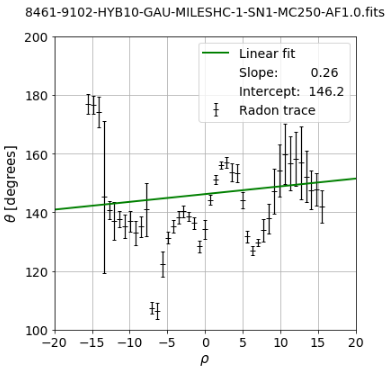 8461-9102-HYB10-GAU-MILESHC-1-SN1-MC250-AF1.0.fits
Linear fit
Slope: 0.26
Intercept: 146.2
Radon trace
θ [degrees]
200
180
160
140
120
100
−20 −15 −10 −5 0 5 10 15 20
ρ